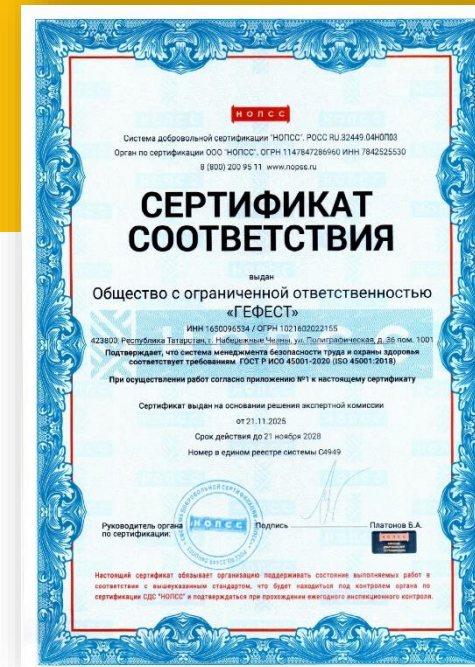 НОПСС
Система добровольной сертификации "НОПСС". РОСС RU.32449.04НОП03
Орган по сертификации ООО "НОПСС". ОГРН 1147847286960 ИНН 7842525530
8 (800) 200 95 11 www.nopss.ru
СЕРТИФИКАТ
СООТВЕТСТВИЯ
выдан
Общество с ограниченной ответственностью
«ГЕФЕСТ»
ИНН 1650096534 / ОГРН 1021602022155
423800, Республика Татарстан, г. Набережные Челны, ул. Полиграфическая, д. 36 пом. 1001
Подтверждает, что система менеджмента безопасности труда и охраны здоровья
соответствует требованиям ГОСТ Р ИСО 45001-2020 (ISO 45001:2018)
При осуществлении работ согласно приложению №1 к настоящему сертификату
Сертификат выдан на основании решения экспертной комиссии
от 21.11.2025
Срок действия до 21 ноября 2028
Номер в едином реестре системы С4949
Руководитель органа
по сертификации:
НОПСС
Подпись
Платонов Б.А.
НОПСС
Настоящий сертификат обязывает организацию поддерживать состояние выполняемых работ в
соответствии с вышеуказанным стандартом, что будет находиться под контролем органа по
сертификации СДС "НОПСС" и подтверждаться при прохождении ежегодного инспекционного контроля.